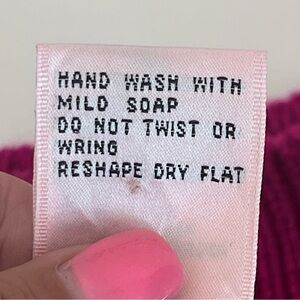 HAND WASH WITH
MILD SOAP
DO NOT TWIST OR
WRING
RESHAPE DRY FLAT